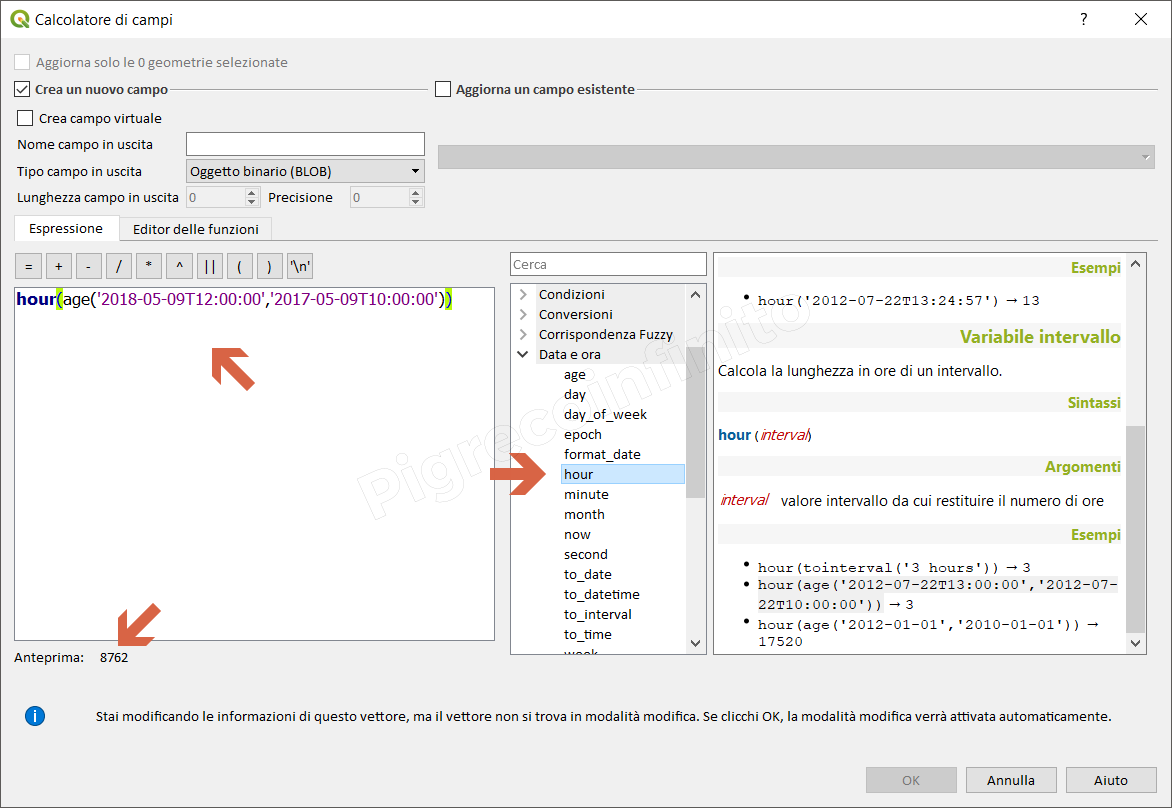 Calcolatore di campi
?
Aggiorna solo le 0 geometrie selezionate
Crea un nuovo campo
Aggiorna un campo esistente
Crea campo virtuale
Nome campo in uscita
Tipo campo in uscita
Oggetto binario (BLOB)
Lunghezza campo in uscita
0
Precisione
0
Espressione
Editor delle funzioni
= + - / * ^ || ( ) '\n'
hour(age('2018-05-09T12:00:00','2017-05-09T10:00:00'))
Anteprima: 8762
Cerca
Condizioni
Conversioni
Corrispondenza Fuzzy
Data e ora
age
day
day_of_week
epoch
format_date
hour
minute
month
now
second
to_date
to_datetime
to_interval
to_time
week
Esempi
• hour('2012-07-22T13:24:57') → 13
Variabile intervallo
Calcola la lunghezza in ore di un intervallo.
Sintassi
hour (interval)
Argomenti
interval valore intervallo da cui restituire il numero di ore
Esempi
• hour(tointerval('3 hours')) → 3
• hour(age('2012-07-22T13:00:00','2012-07-
22T10:00:00')) → 3
• hour(age('2012-01-01','2010-01-01')) →
17520
Pigrecoinfinito
i
Stai modificando le informazioni di questo vettore, ma il vettore non si trova in modalità modifica. Se clicchi OK, la modalità modifica verrà attivata automaticamente.
OK
Annulla
Aiuto